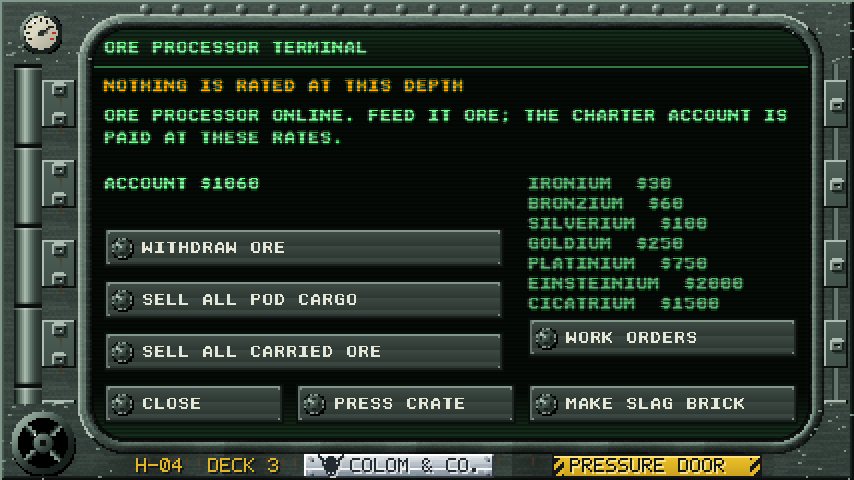 ORE PROCESSOR TERMINAL
NOTHING IS RATED AT THIS DEPTH
ORE PROCESSOR ONLINE. FEED IT ORE; THE CHARTER ACCOUNT IS
PAID AT THESE RATES.
ACCOUNT $1060
IRONIUM $30
BRONZIUM $60
SILVERIUM $100
GOLDIUM $250
PLATINIUM $750
EINSTEINIUM $2000
CICATRIUM $1500
WITHDRAW ORE
SELL ALL POD CARGO
SELL ALL CARRIED ORE
WORK ORDERS
CLOSE
PRESS CRATE
MAKE SLAG BRICK
H-04 DECK 3
COLOM & CO.
PRESSURE DOOR